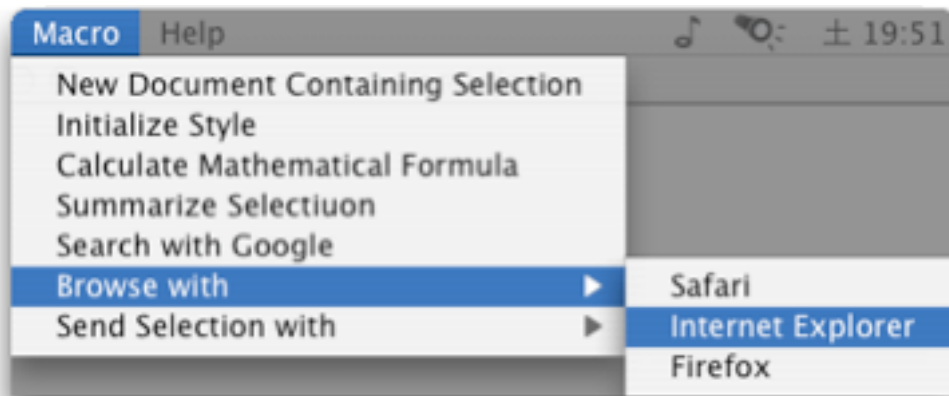 Macro Help 土 19:51
New Document Containing Selection
Initialize Style
Calculate Mathematical Formula
Summarize Selectiuon
Search with Google
Browse with
Send Selection with
Safari
Internet Explorer
Firefox